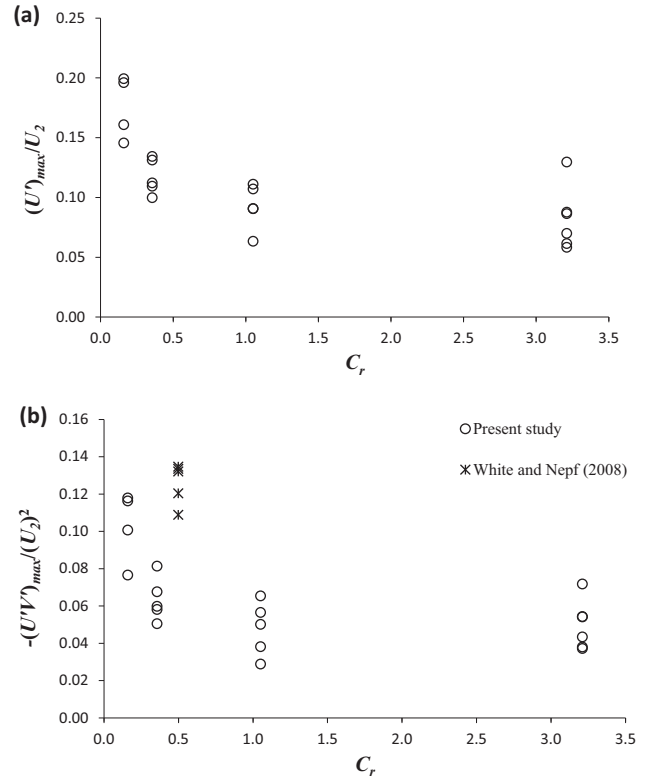 (a)
(U')max/U2
0.25
0.20
0.15
0.10
0.05
0.00
0.0 0.5 1.0 1.5 2.0 2.5 3.0 3.5
Cr
(b)
-(U'V')max/(U2)²
0.16
0.14
0.12
0.10
0.08
0.06
0.04
0.02
0.00
Present study
White and Nepf (2008)
0.0 0.5 1.0 1.5 2.0 2.5 3.0 3.5
Cr